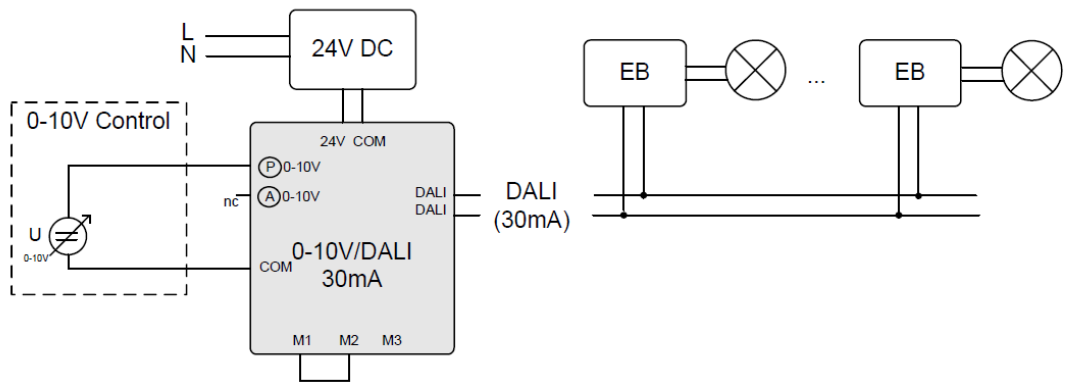 L
N
24V DC
EB
...
EB
0-10V Control
24V COM
P 0-10V
nc
A 0-10V
DALI
DALI
DALI
(30mA)
U
0-10V
0-10V/DALI
30mA
COM
M1 M2 M3